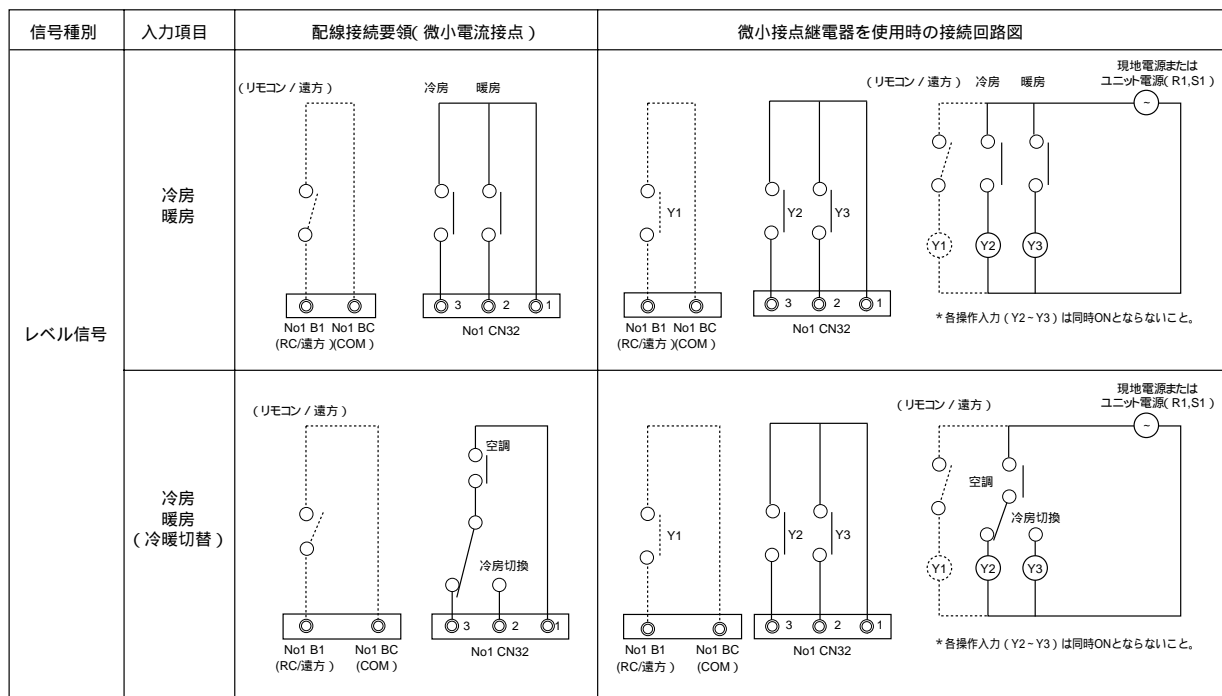 信号種別
入力項目
配線接続要領（微小電流接点）
微小接点継電器を使用時の接続回路図
レベル信号
冷房
暖房
（リモコン / 遠方）
冷房 暖房
3 2 1
No1 B1 No1 BC
(RC/遠方)(COM）
No1 CN32
Y1
Y2 Y3
3 2 1
No1 B1 No1 BC
(RC/遠方)(COM）
No1 CN32
現地電源または
ユニット電源（R1,S1）
（リモコン / 遠方） 冷房 暖房
~
Y1 Y2 Y3
*各操作入力（Y2~Y3）は同時ONとならないこと。
冷房
暖房
（冷暖切替）
（リモコン / 遠方）
空調
冷房切換
3 2 1
No1 B1 No1 BC
(RC/遠方) (COM)
No1 CN32
Y1
Y2 Y3
3 2 1
No1 B1 No1 BC
(RC/遠方) (COM)
No1 CN32
現地電源または
ユニット電源（R1,S1）
（リモコン / 遠方）
~
空調
冷房切換
Y1 Y2 Y3
*各操作入力（Y2~Y3）は同時ONとならないこと。